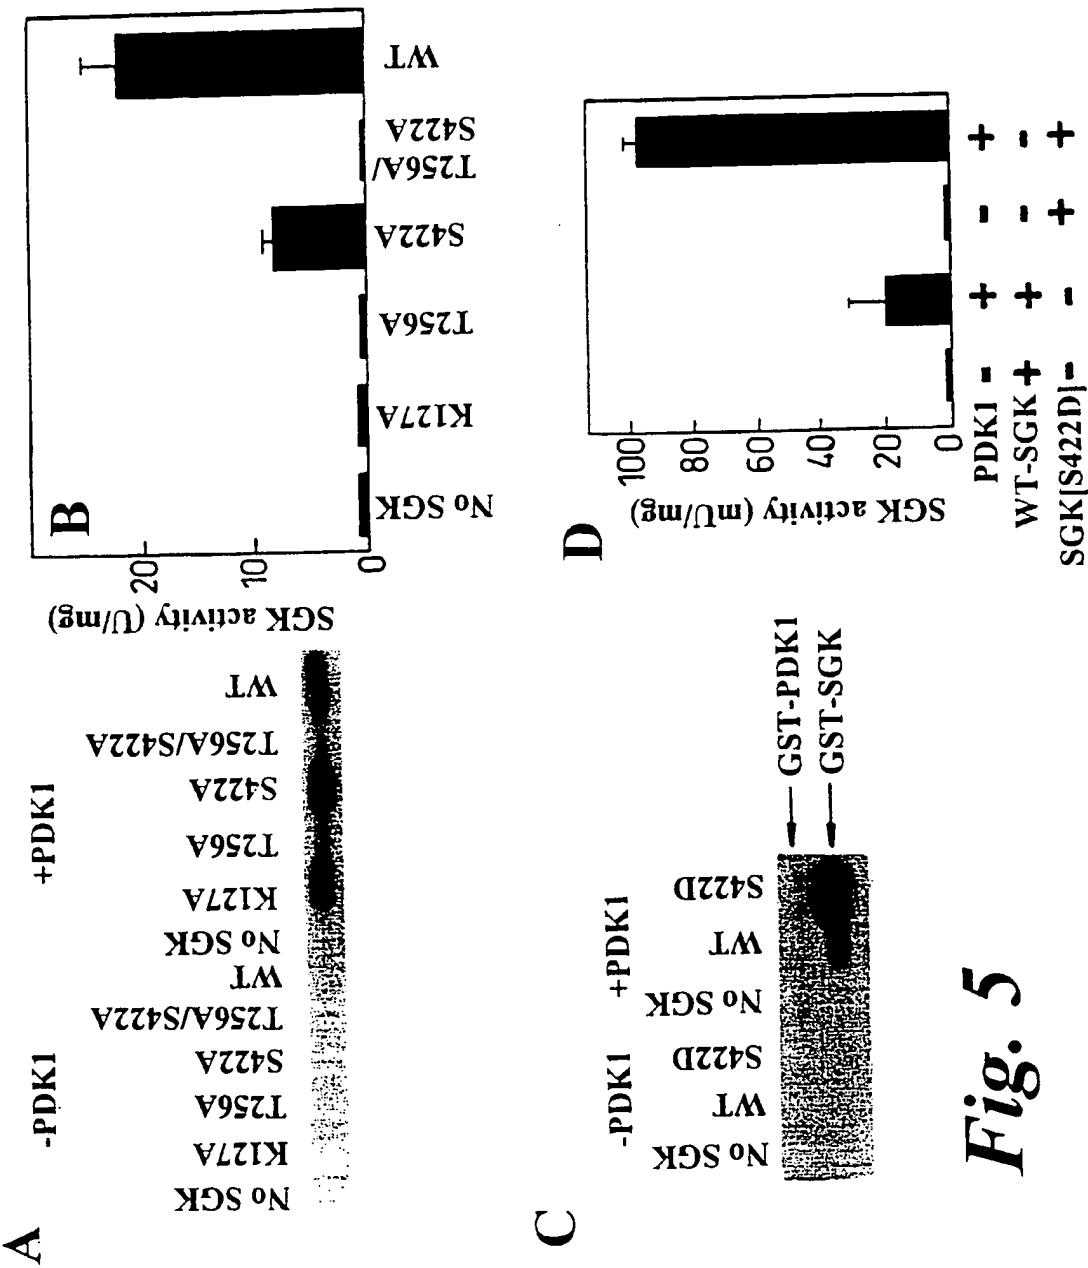 A
-PDK1
+PDK1
No SGK
K127A
T256A
S422A
T256A/S422A
WT
No SGK
K127A
T256A
S422A
T256A/S422A
WT
B
SGK activity (U/mg)
20
10
0
No SGK
K127A
T256A
S422A
T256A/
S422A
WT
C
-PDK1
+PDK1
No SGK
WT
S422D
No SGK
WT
S422D
GST-PDK1
GST-SGK
D
SGK activity (mU/mg)
100
80
60
40
20
0
PDK1 - + - +
WT-SGK + + - -
SGK[S422D] - - + +
Fig. 5